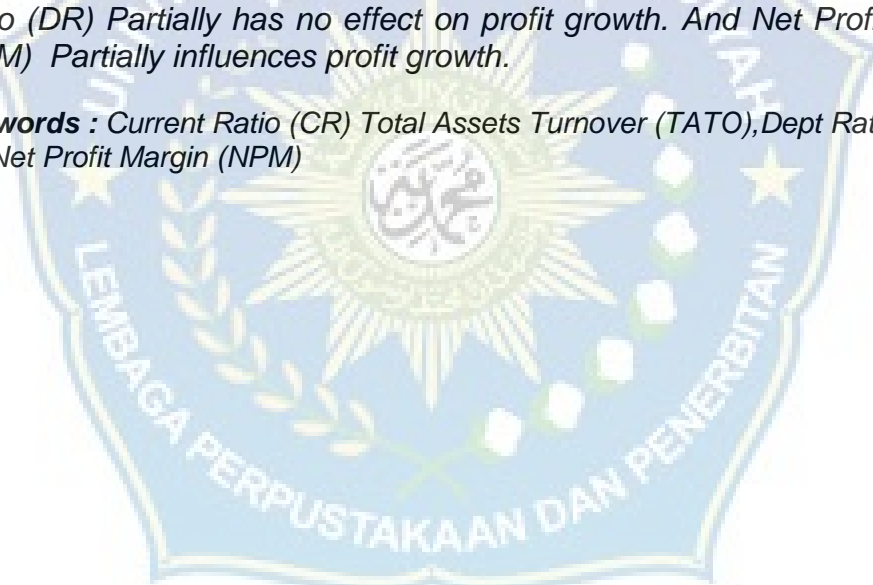 o (DR) Partially has no effect on profit growth. And Net Prof
M) Partially influences profit growth.
words : Current Ratio (CR) Total Assets Turnover (TATO),Dept Rat
Net Profit Margin (NPM)
LEMBAGA PERPUSTAKAAN DAN PENERBITAN